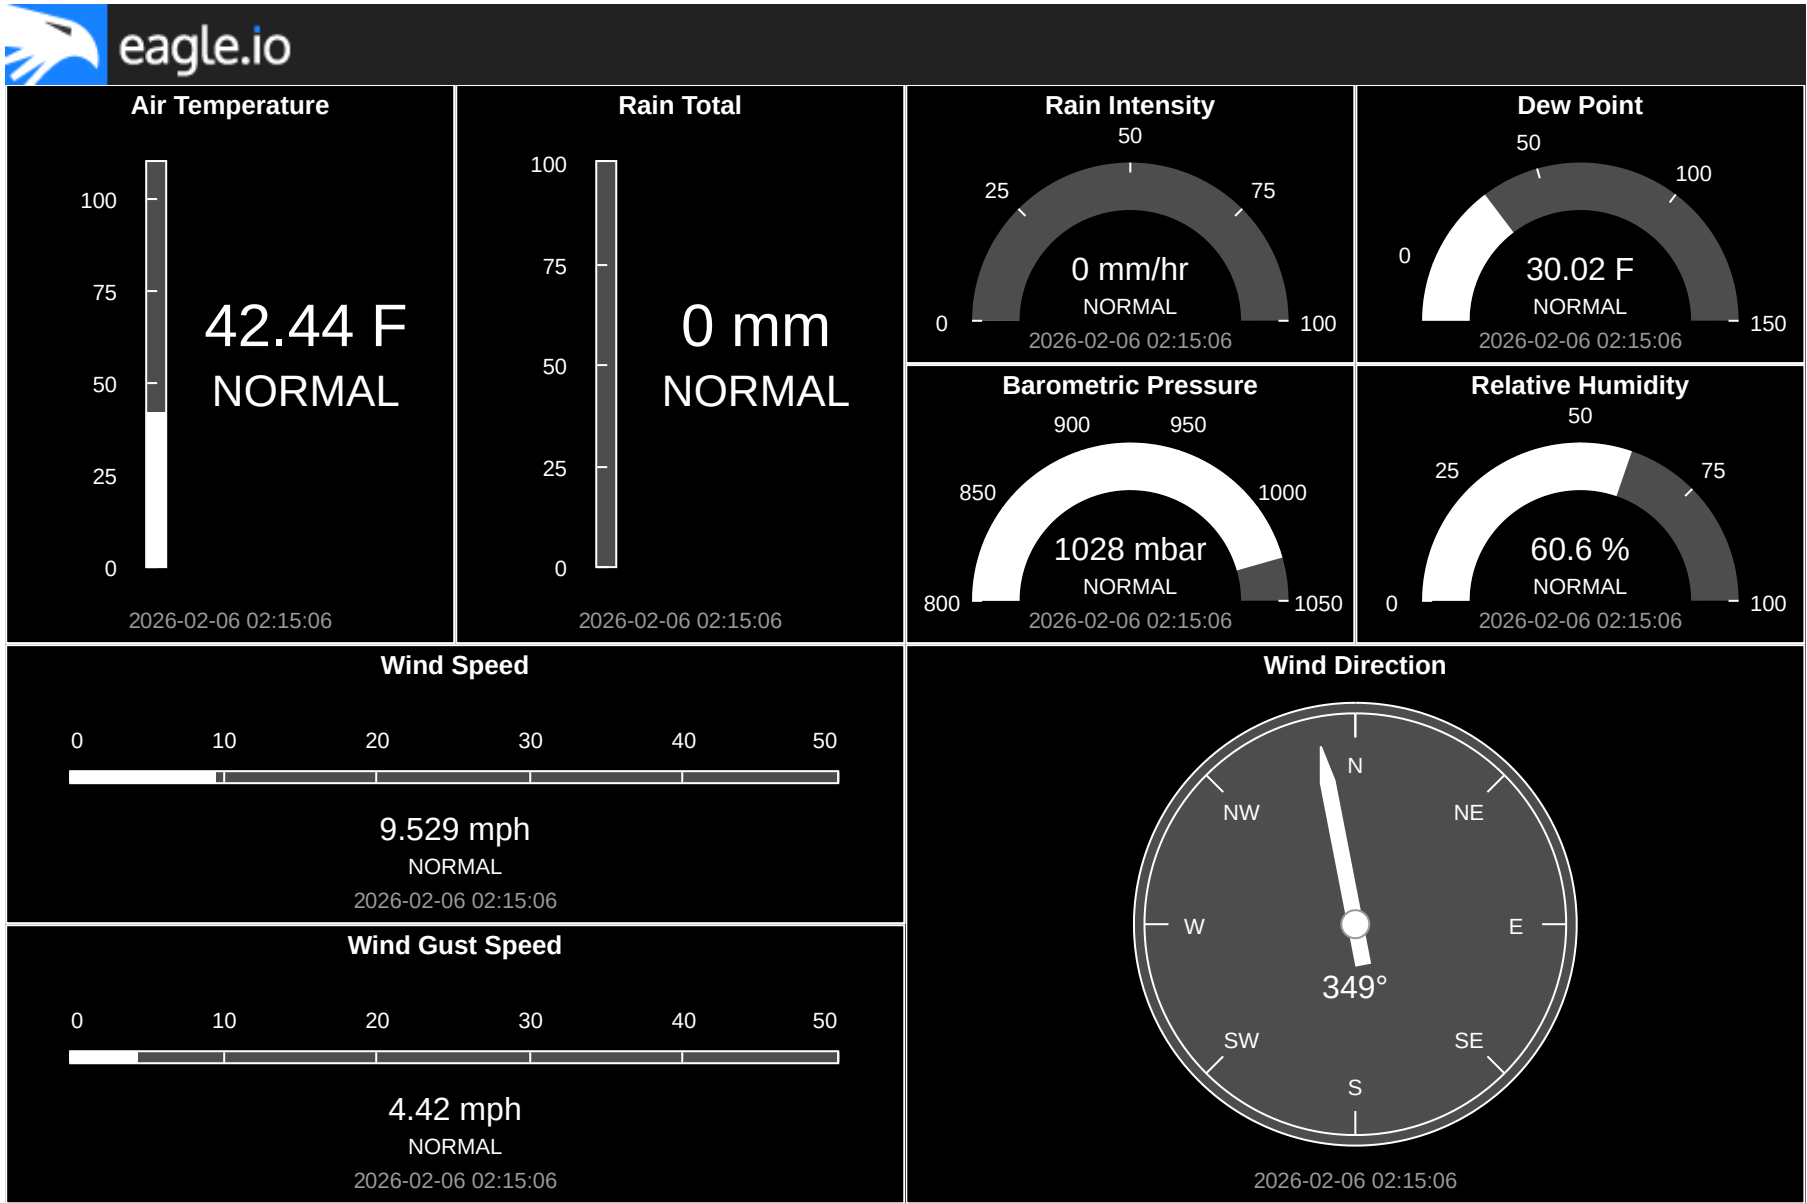 eagle.io
Air Temperature
100
75
50
25
0
42.44 F
NORMAL
2026-02-06 02:15:06
Rain Total
100
75
50
25
0
0 mm
NORMAL
2026-02-06 02:15:06
Rain Intensity
50
25
75
0
100
0 mm/hr
NORMAL
2026-02-06 02:15:06
Dew Point
50
100
0
150
30.02 F
NORMAL
2026-02-06 02:15:06
Barometric Pressure
900
950
850
1000
800
1050
1028 mbar
NORMAL
2026-02-06 02:15:06
Relative Humidity
50
25
75
0
100
60.6 %
NORMAL
2026-02-06 02:15:06
Wind Speed
0 10 20 30 40 50
9.529 mph
NORMAL
2026-02-06 02:15:06
Wind Gust Speed
0 10 20 30 40 50
4.42 mph
NORMAL
2026-02-06 02:15:06
Wind Direction
N
NW NE
W E
349°
SW SE
S
2026-02-06 02:15:06